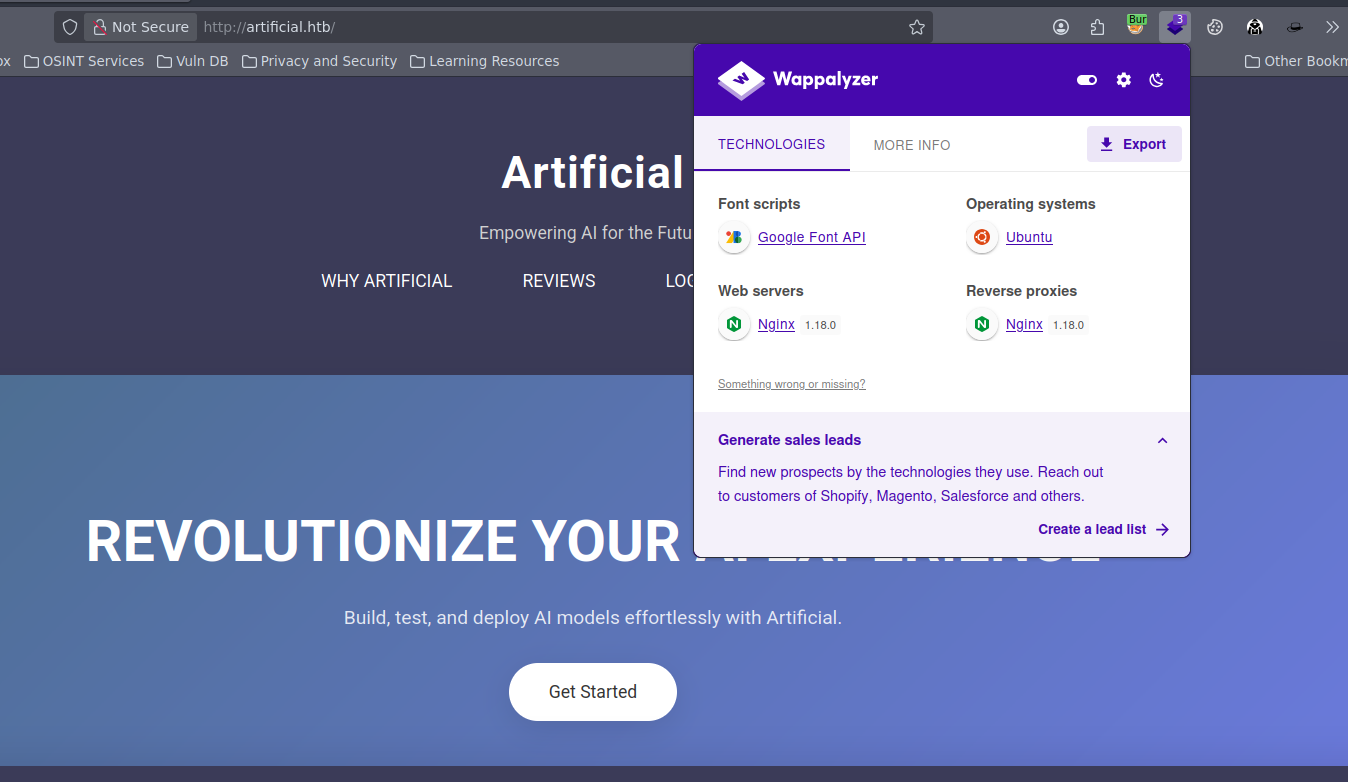 Not Secure http://artificial.htb/
Bur
3
OSINT Services Vuln DB Privacy and Security Learning Resources
Other Bookm
Wappalyzer
TECHNOLOGIES MORE INFO Export
Font scripts Operating systems
Google Font API Ubuntu
Web servers Reverse proxies
Nginx 1.18.0 Nginx 1.18.0
Something wrong or missing?
Generate sales leads
Find new prospects by the technologies they use. Reach out
to customers of Shopify, Magento, Salesforce and others.
Create a lead list
Artificial
Empowering AI for the Futu
WHY ARTIFICIAL REVIEWS LOG
REVOLUTIONIZE YOUR AI EXPERIENCE
Build, test, and deploy AI models effortlessly with Artificial.
Get Started